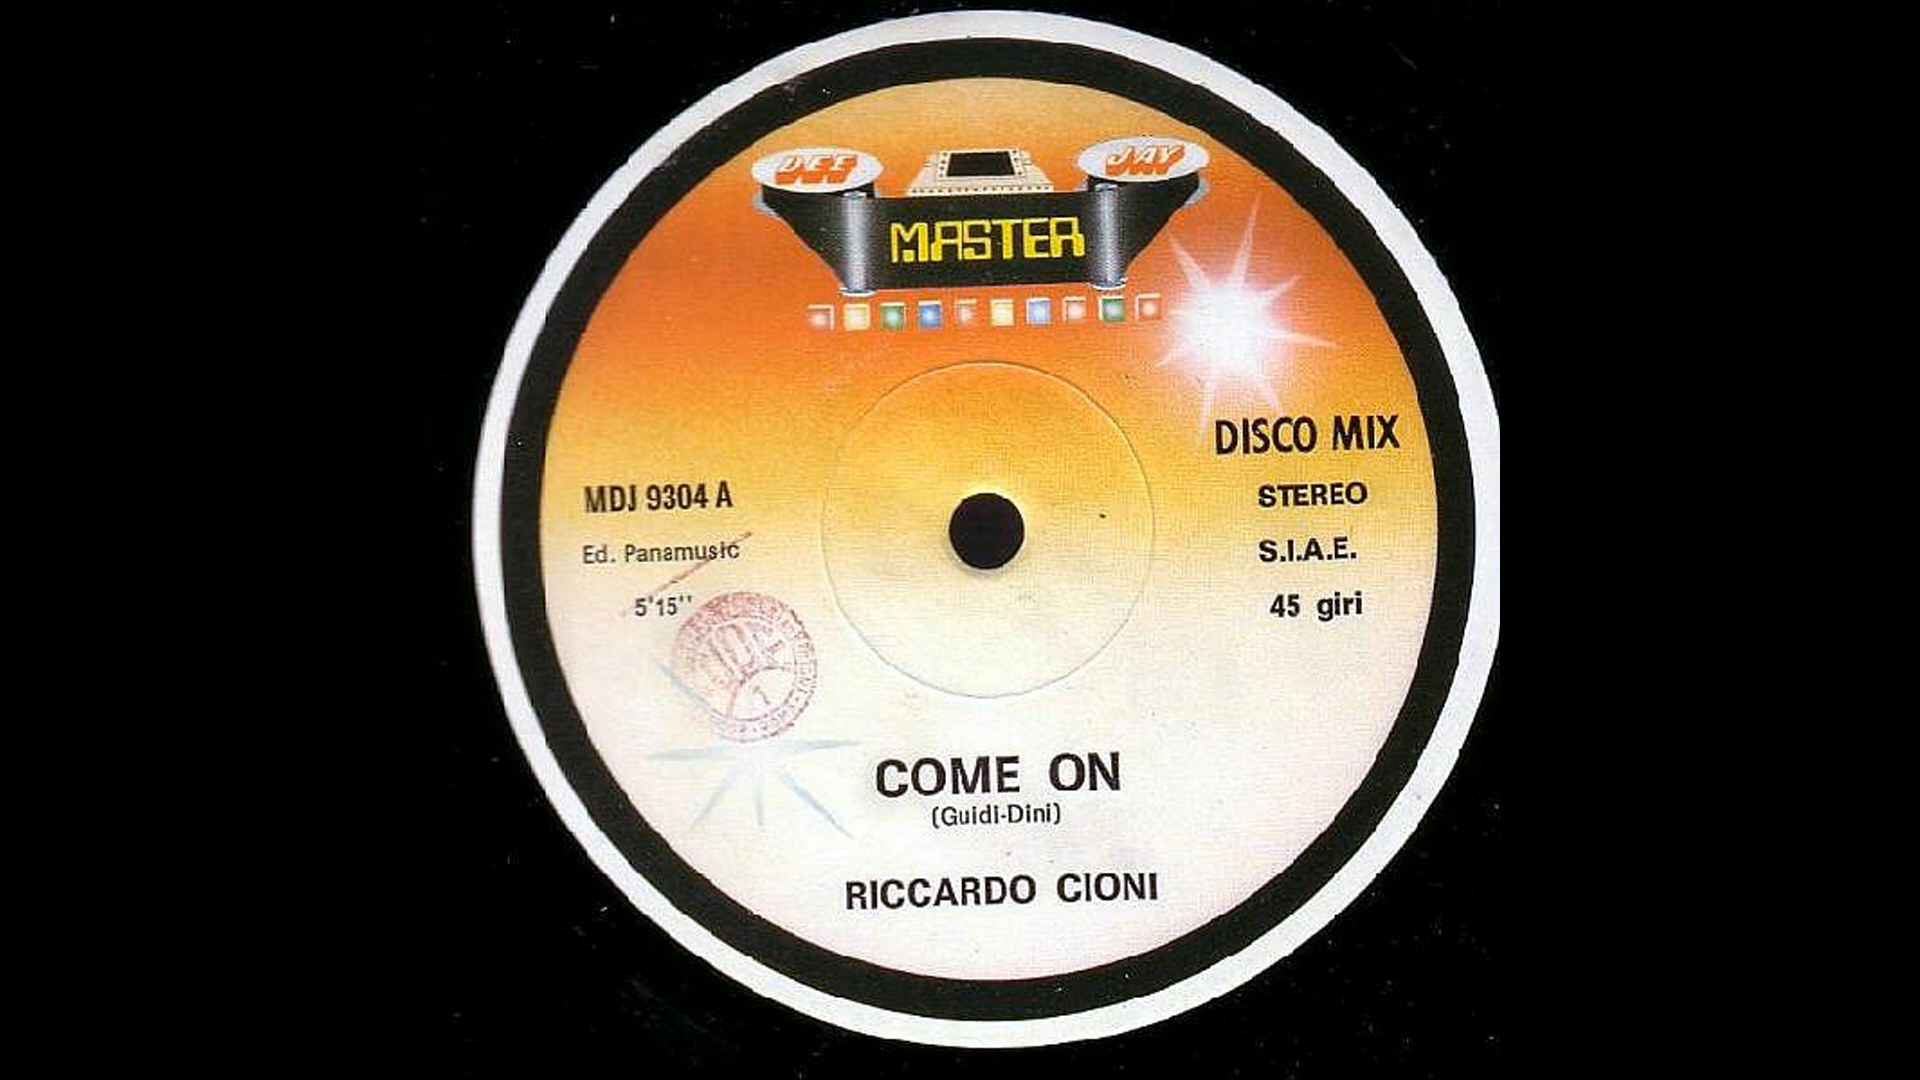 DEE JAY
MASTER
DISCO MIX
MDJ 9304 A
STEREO
Ed. Panamusic
S.I.A.E.
5'15''
45 giri
COME ON
(Guidi-Dini)
RICCARDO CIONI